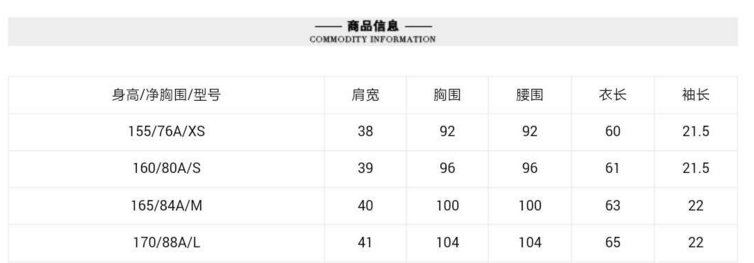 商品信息
COMMODITY INFORMATION
身高/净胸围/型号 肩宽 胸围 腰围 衣长 袖长
155/76A/XS 38 92 92 60 21.5
160/80A/S 39 96 96 61 21.5
165/84A/M 40 100 100 63 22
170/88A/L 41 104 104 65 22